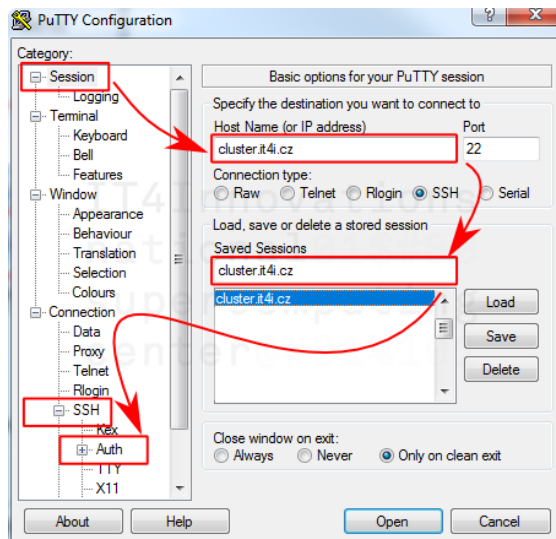 PuTTY Configuration
Category:
Session
Logging
Terminal
Keyboard
Bell
Features
Window
Appearance
Behaviour
Translation
Selection
Colours
Connection
Data
Proxy
Telnet
Rlogin
SSH
Kex
Auth
TTY
X11
Basic options for your PuTTY session
Specify the destination you want to connect to
Host Name (or IP address) Port
cluster.it4i.cz 22
Connection type:
Raw Telnet Rlogin SSH Serial
Load, save or delete a stored session
Saved Sessions
cluster.it4i.cz
cluster.it4i.cz
Load
Save
Delete
Close window on exit:
Always Never Only on clean exit
About Help Open Cancel
IT4Innovations
national
supercomputing
center